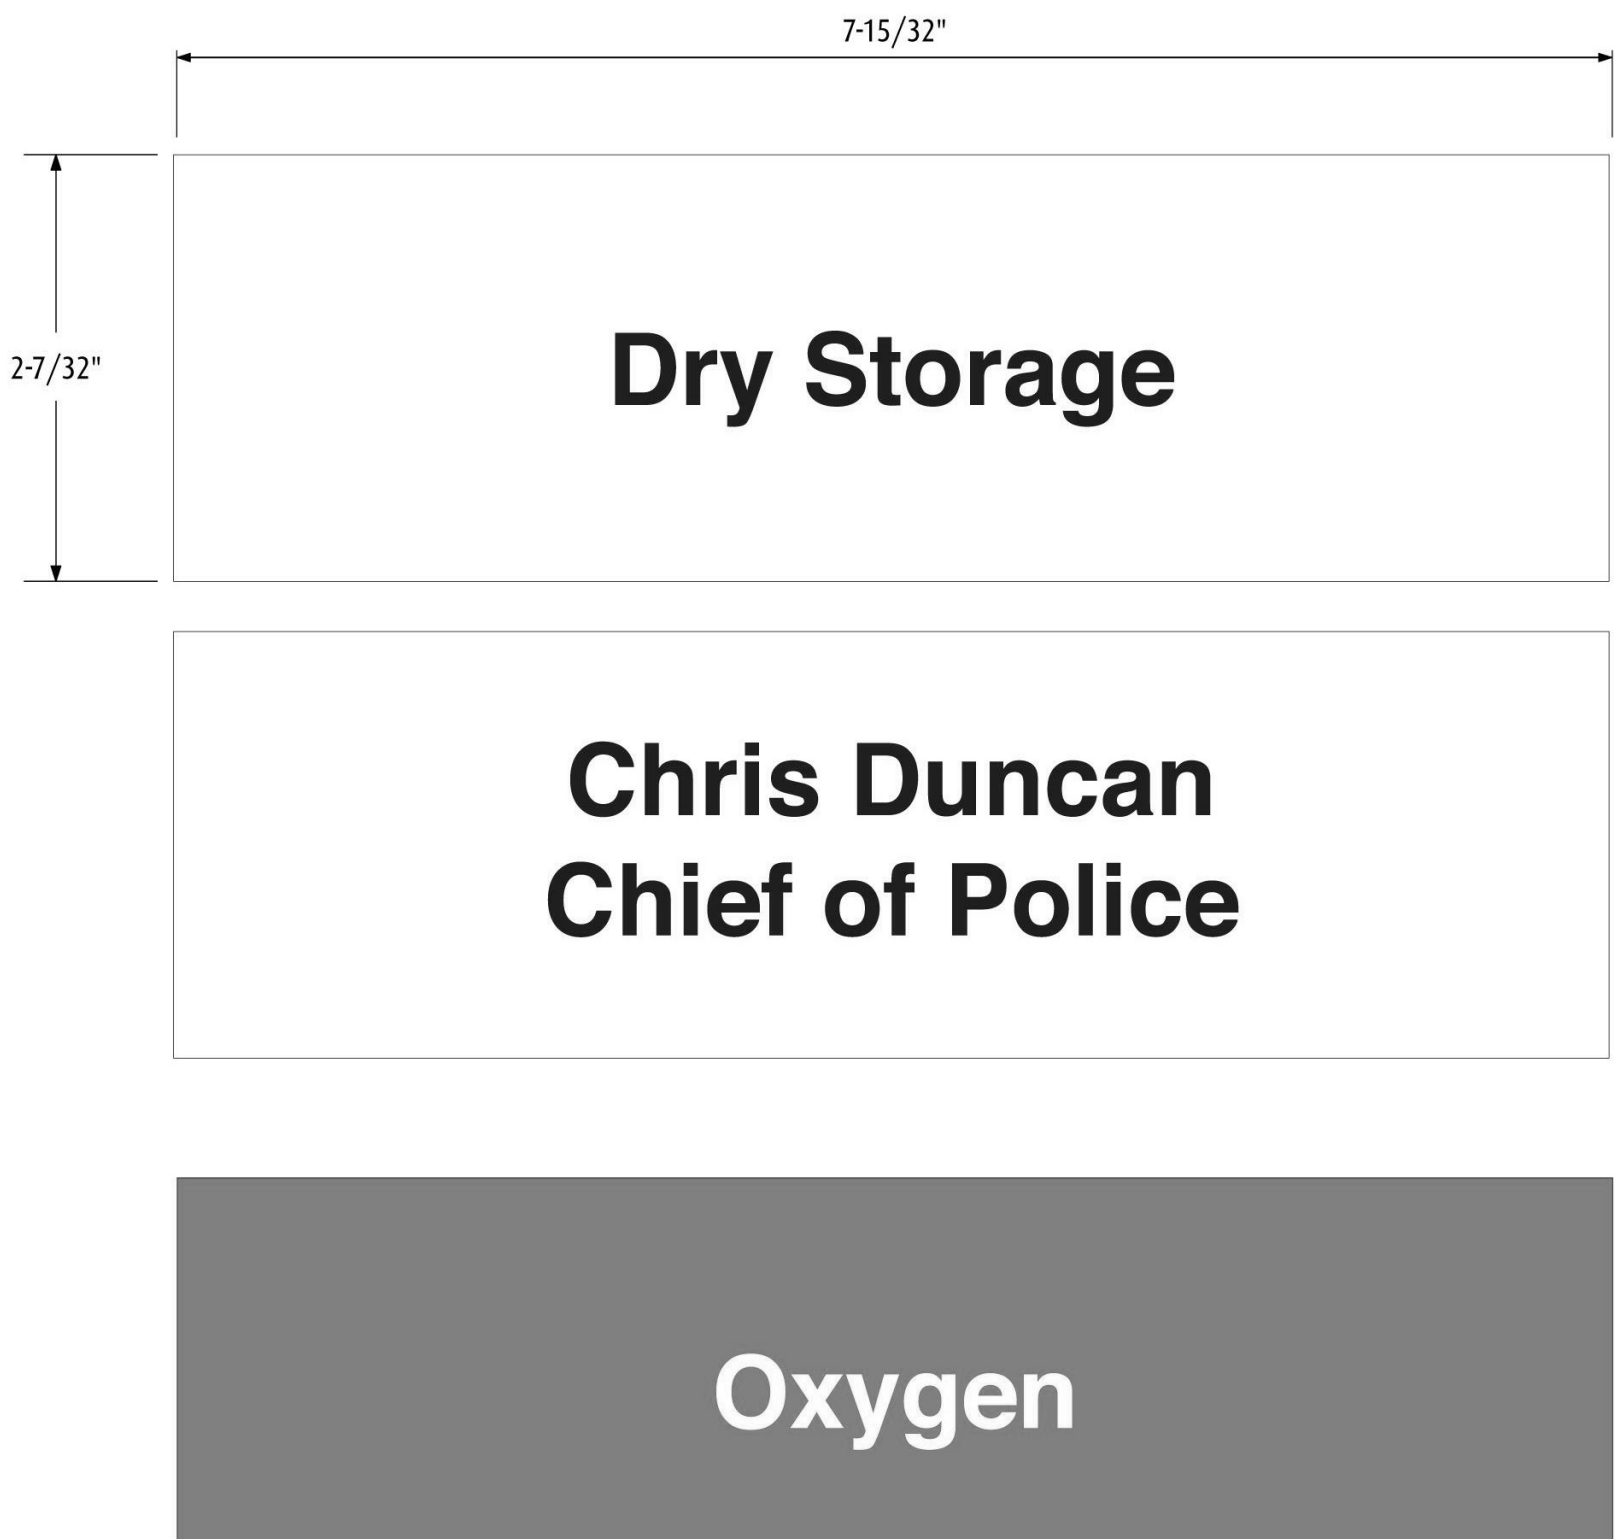 7-15/32"
2-7/32"
Dry Storage
Chris Duncan
Chief of Police
Oxygen